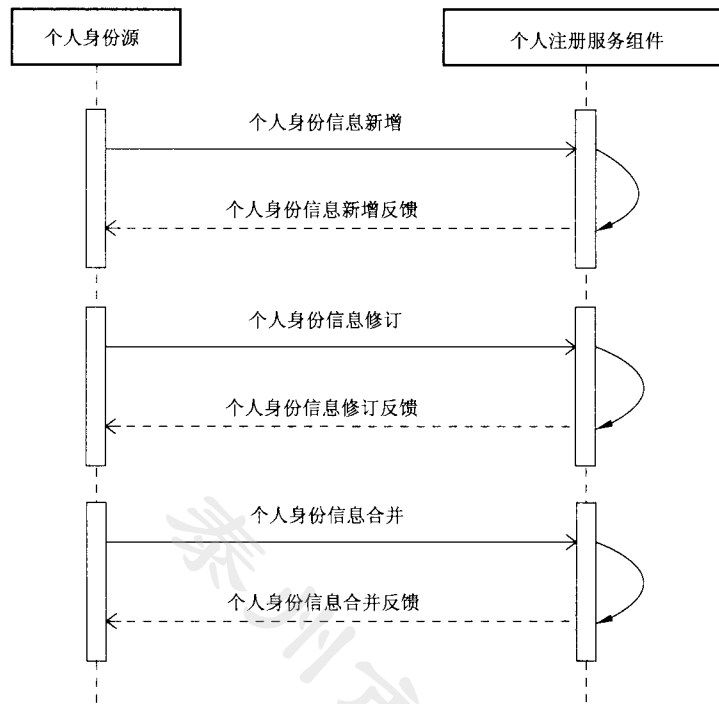 个人身份源
个人注册服务组件
个人身份信息新增
个人身份信息新增反馈
个人身份信息修订
个人身份信息修订反馈
个人身份信息合并
个人身份信息合并反馈
泰州市